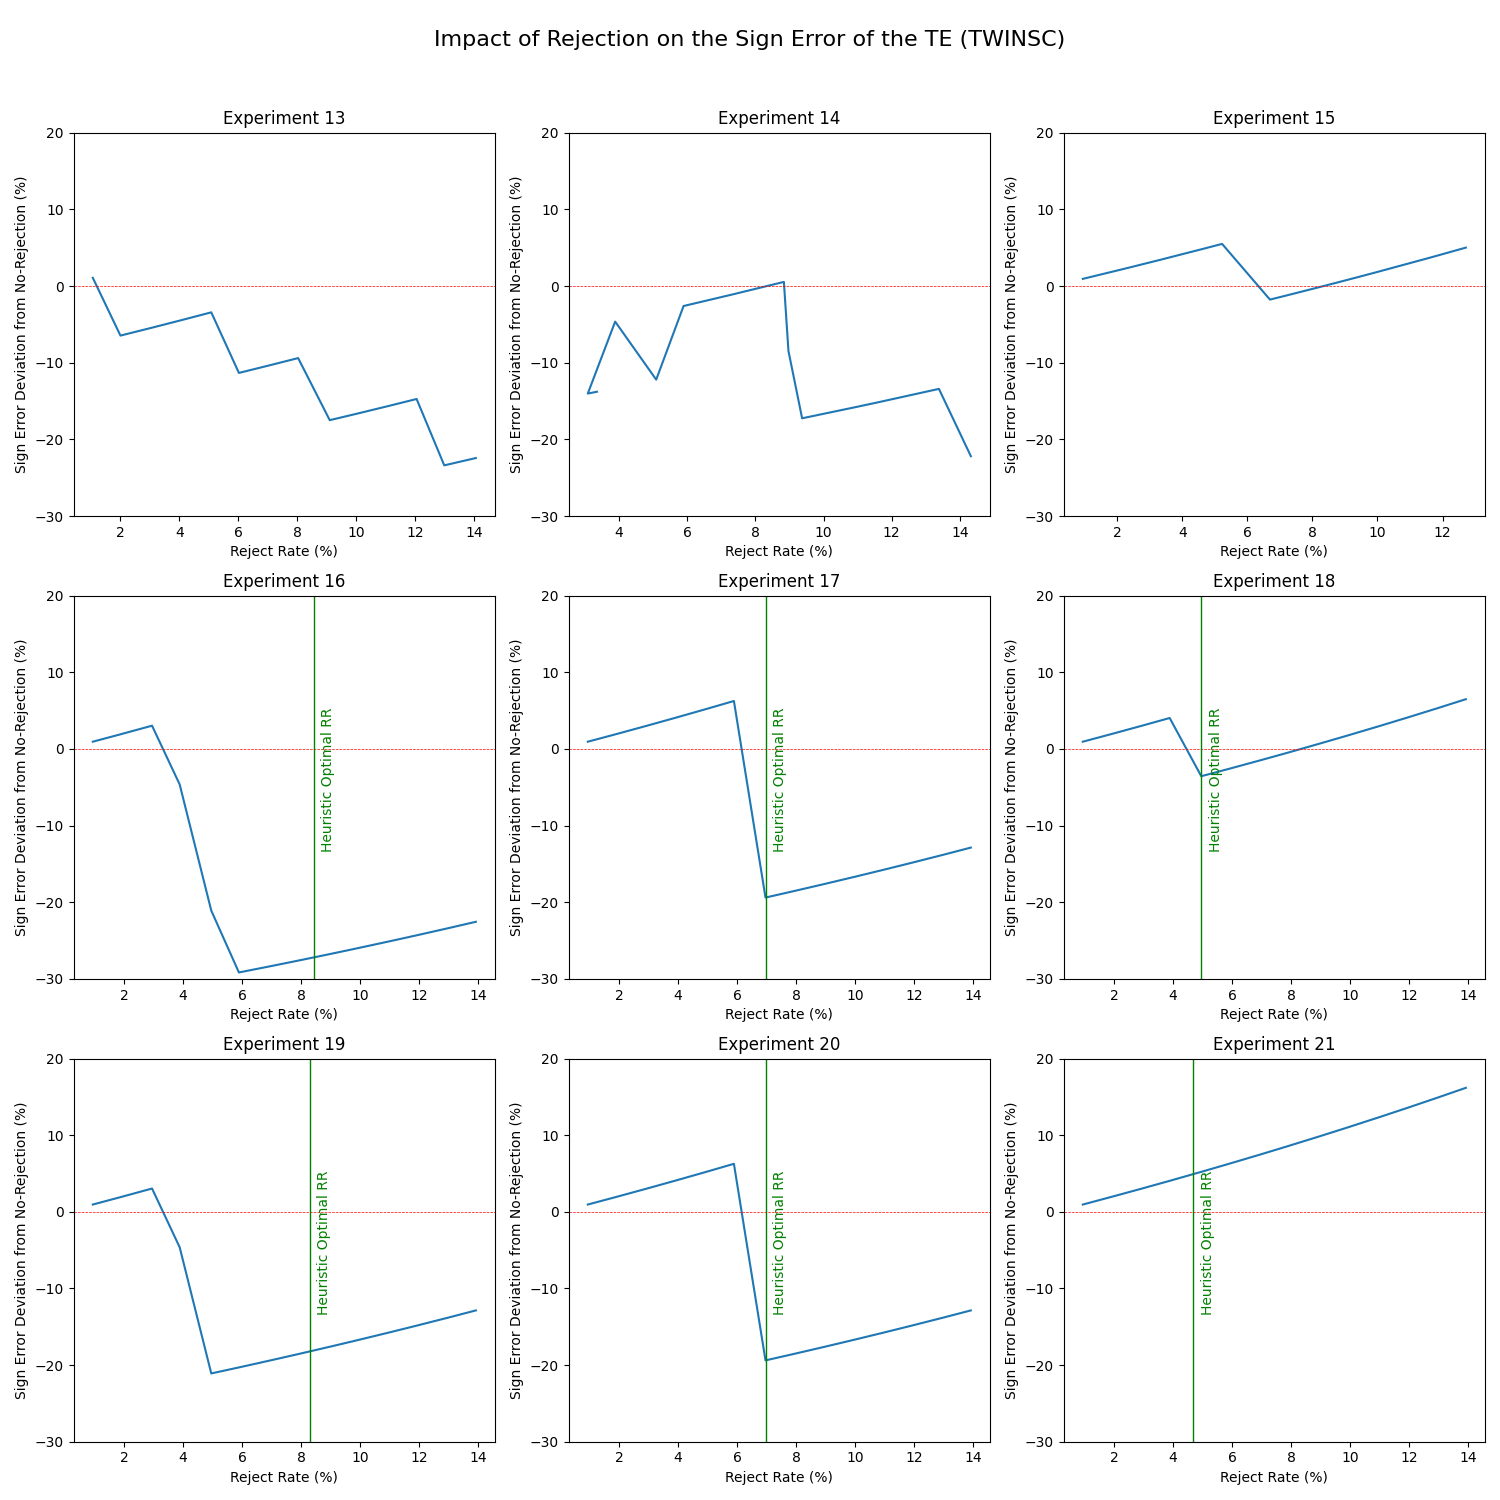 Impact of Rejection on the Sign Error of the TE (TWINSC)
Experiment 13
Sign Error Deviation from No-Rejection (%)
20
10
0
−10
−20
−30
2 4 6 8 10 12 14
Reject Rate (%)
Experiment 14
Sign Error Deviation from No-Rejection (%)
20
10
0
−10
−20
−30
4 6 8 10 12 14
Reject Rate (%)
Experiment 15
Sign Error Deviation from No-Rejection (%)
20
10
0
−10
−20
−30
2 4 6 8 10 12
Reject Rate (%)
Experiment 16
Sign Error Deviation from No-Rejection (%)
20
10
0
−10
−20
−30
Heuristic Optimal RR
2 4 6 8 10 12 14
Reject Rate (%)
Experiment 17
Sign Error Deviation from No-Rejection (%)
20
10
0
−10
−20
−30
Heuristic Optimal RR
2 4 6 8 10 12 14
Reject Rate (%)
Experiment 18
Sign Error Deviation from No-Rejection (%)
20
10
0
−10
−20
−30
Heuristic Optimal RR
2 4 6 8 10 12 14
Reject Rate (%)
Experiment 19
Sign Error Deviation from No-Rejection (%)
20
10
0
−10
−20
−30
Heuristic Optimal RR
2 4 6 8 10 12 14
Reject Rate (%)
Experiment 20
Sign Error Deviation from No-Rejection (%)
20
10
0
−10
−20
−30
Heuristic Optimal RR
2 4 6 8 10 12 14
Reject Rate (%)
Experiment 21
Sign Error Deviation from No-Rejection (%)
20
10
0
−10
−20
−30
Heuristic Optimal RR
2 4 6 8 10 12 14
Reject Rate (%)